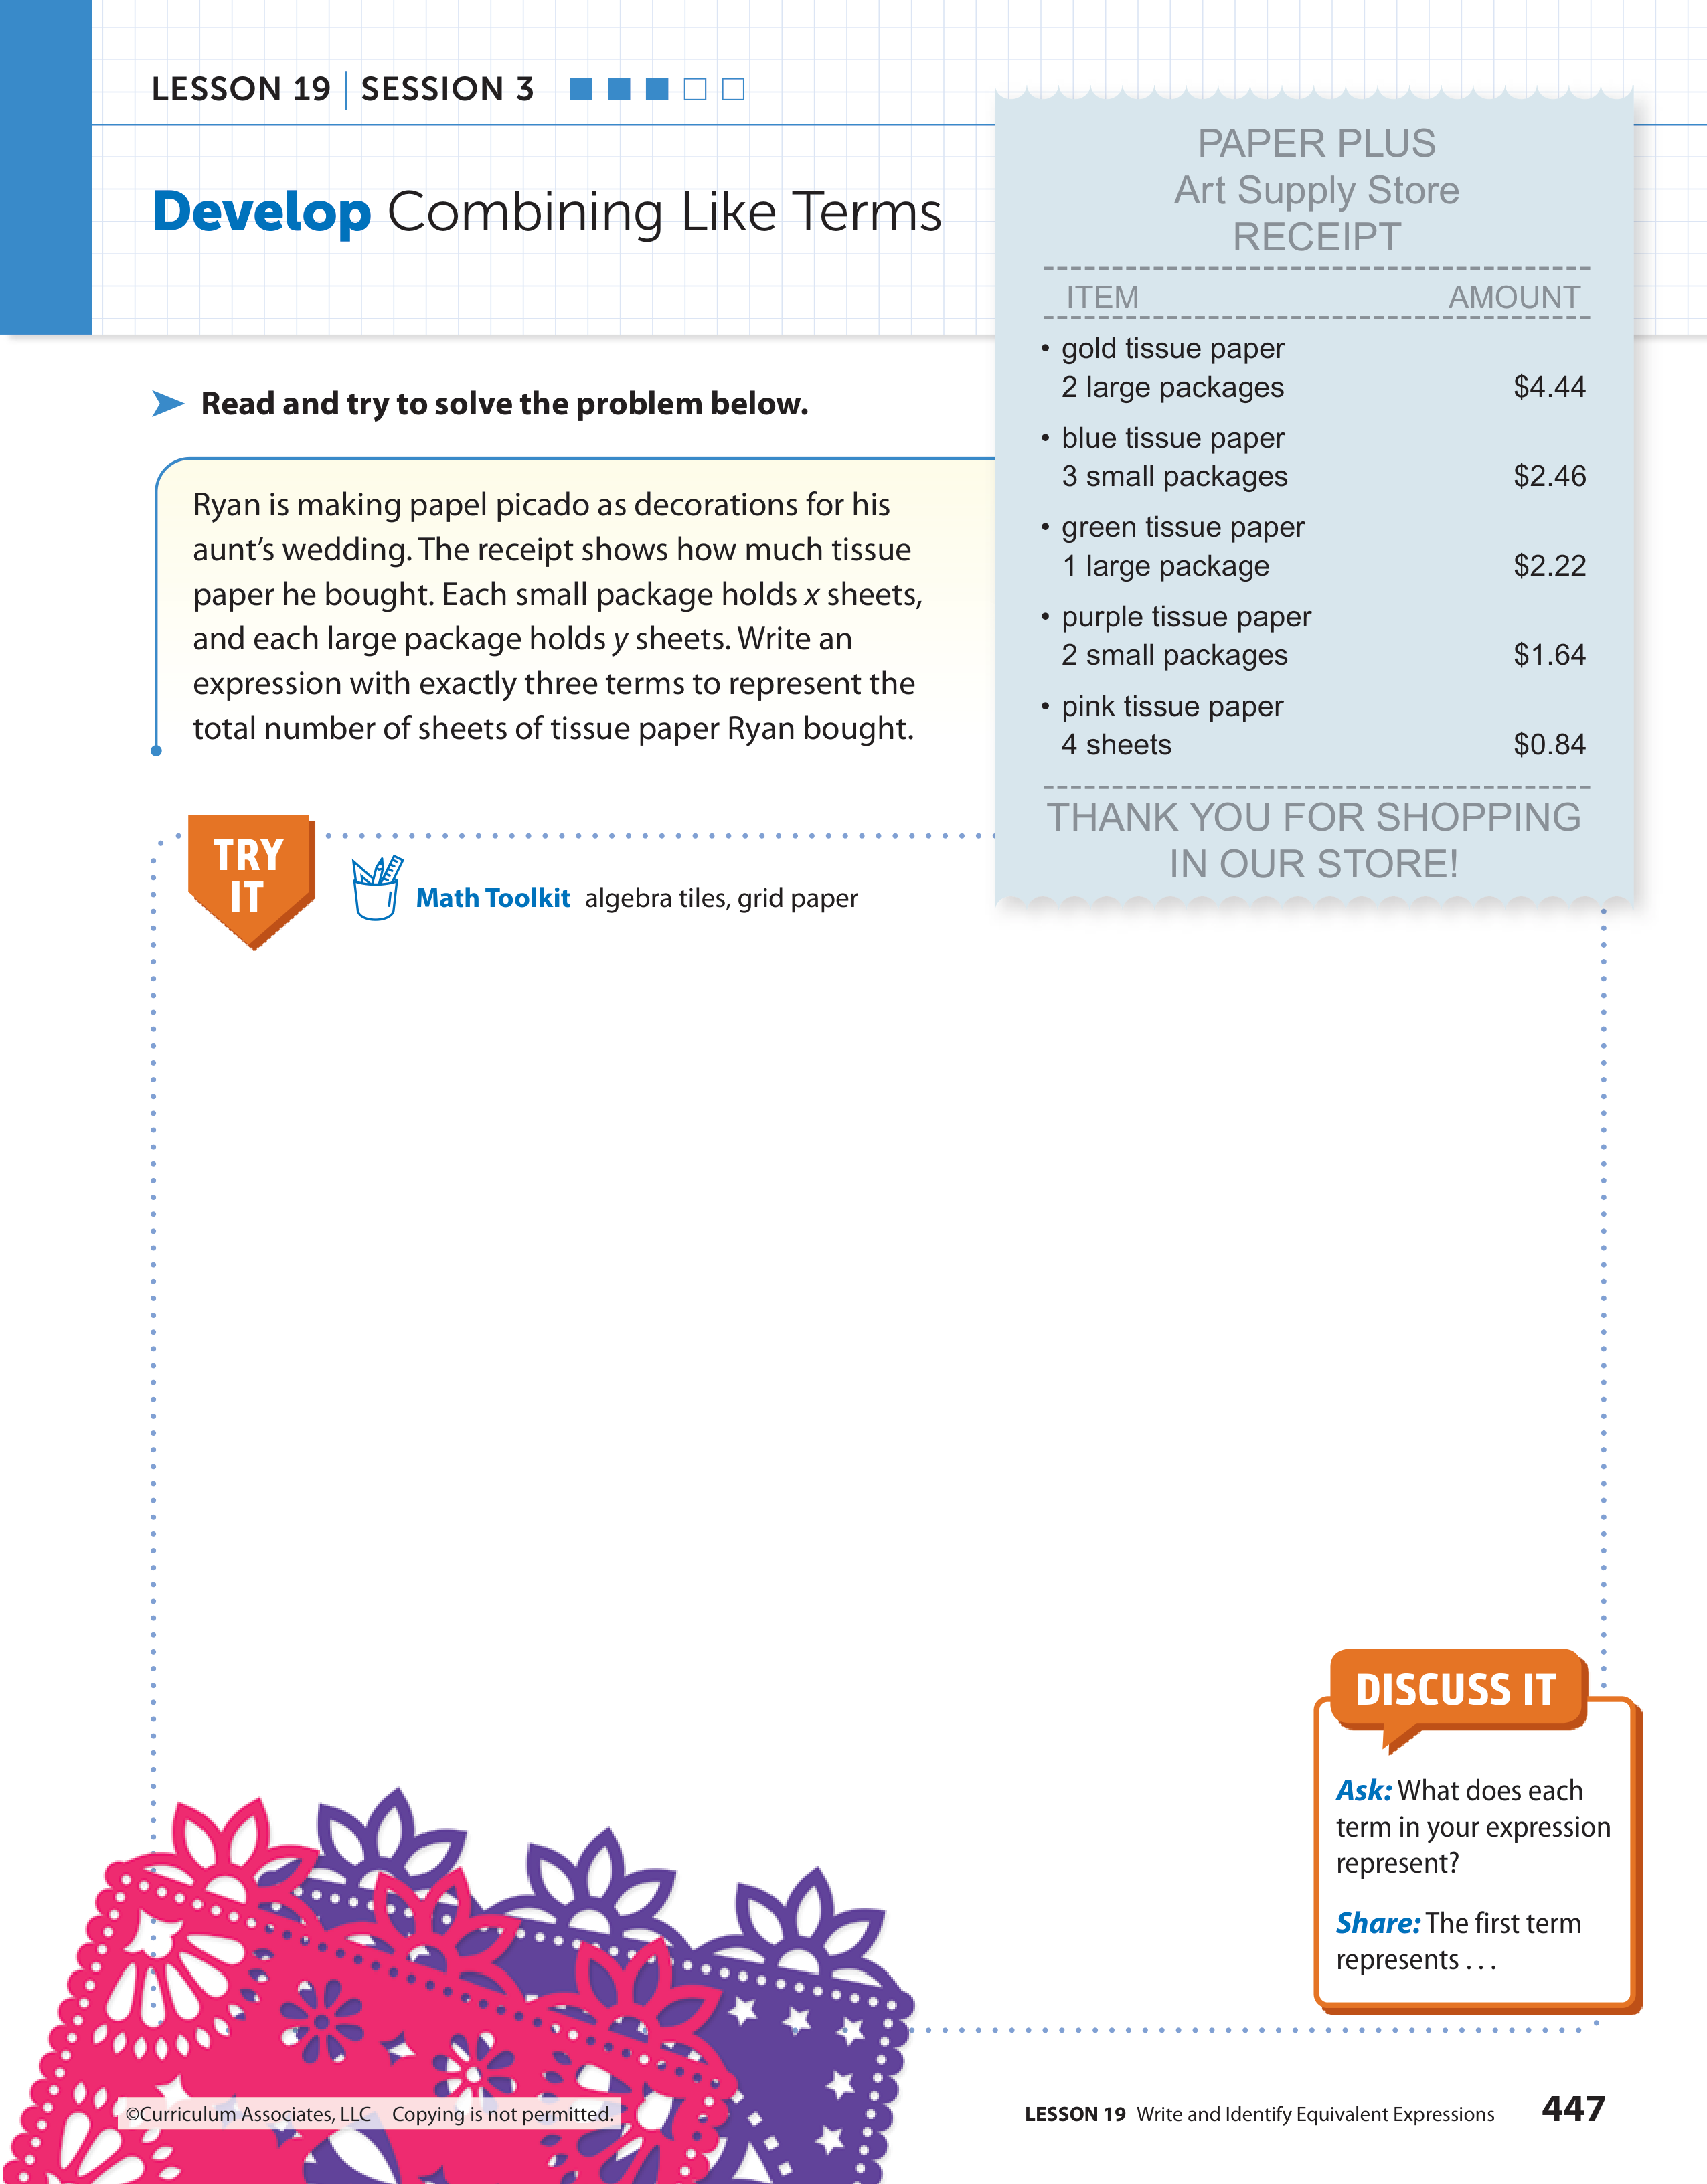 LESSON 19 | SESSION 3
Develop Combining Like Terms
Read and try to solve the problem below.
Ryan is making papel picado as decorations for his
aunt's wedding. The receipt shows how much tissue
paper he bought. Each small package holds x sheets,
and each large package holds y sheets. Write an
expression with exactly three terms to represent the
total number of sheets of tissue paper Ryan bought.
PAPER PLUS
Art Supply Store
RECEIPT
ITEM AMOUNT
• gold tissue paper
2 large packages $4.44
• blue tissue paper
3 small packages $2.46
• green tissue paper
1 large package $2.22
• purple tissue paper
2 small packages $1.64
• pink tissue paper
4 sheets $0.84
THANK YOU FOR SHOPPING
IN OUR STORE!
TRY
IT
Math Toolkit algebra tiles, grid paper
DISCUSS IT
Ask: What does each
term in your expression
represent?
Share: The first term
represents . . .
©Curriculum Associates, LLC Copying is not permitted.
LESSON 19 Write and Identify Equivalent Expressions 447